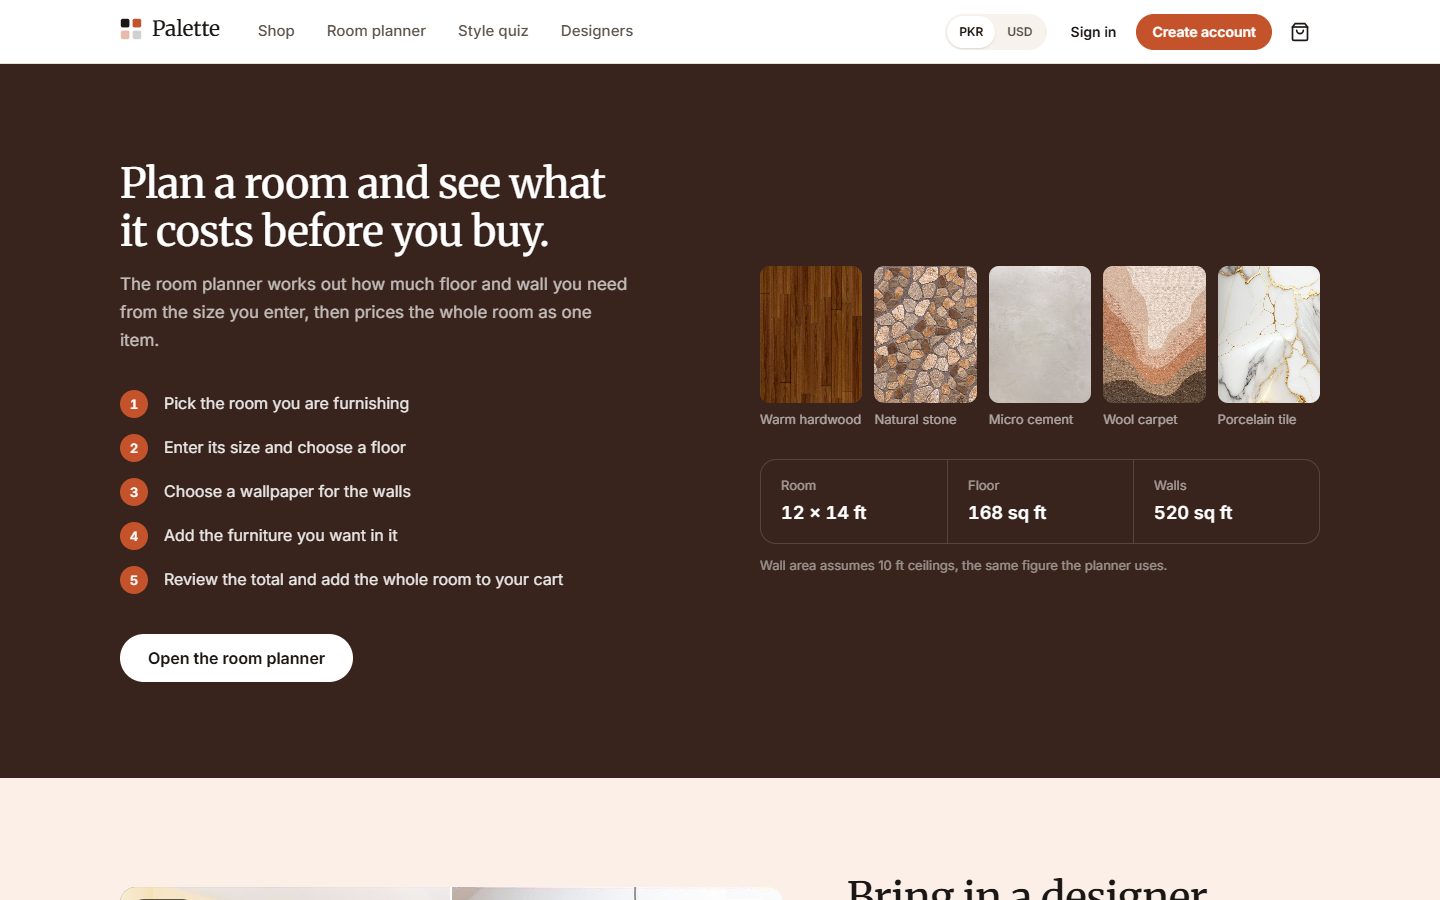 Palette
Shop
Room planner
Style quiz
Designers
PKR
USD
Sign in
Create account
Plan a room and see what
it costs before you buy.
The room planner works out how much floor and wall you need
from the size you enter, then prices the whole room as one
item.
1 Pick the room you are furnishing
2 Enter its size and choose a floor
3 Choose a wallpaper for the walls
4 Add the furniture you want in it
5 Review the total and add the whole room to your cart
Open the room planner
Warm hardwood
Natural stone
Micro cement
Wool carpet
Porcelain tile
Room
12 × 14 ft
Floor
168 sq ft
Walls
520 sq ft
Wall area assumes 10 ft ceilings, the same figure the planner uses.
Bring in a designer